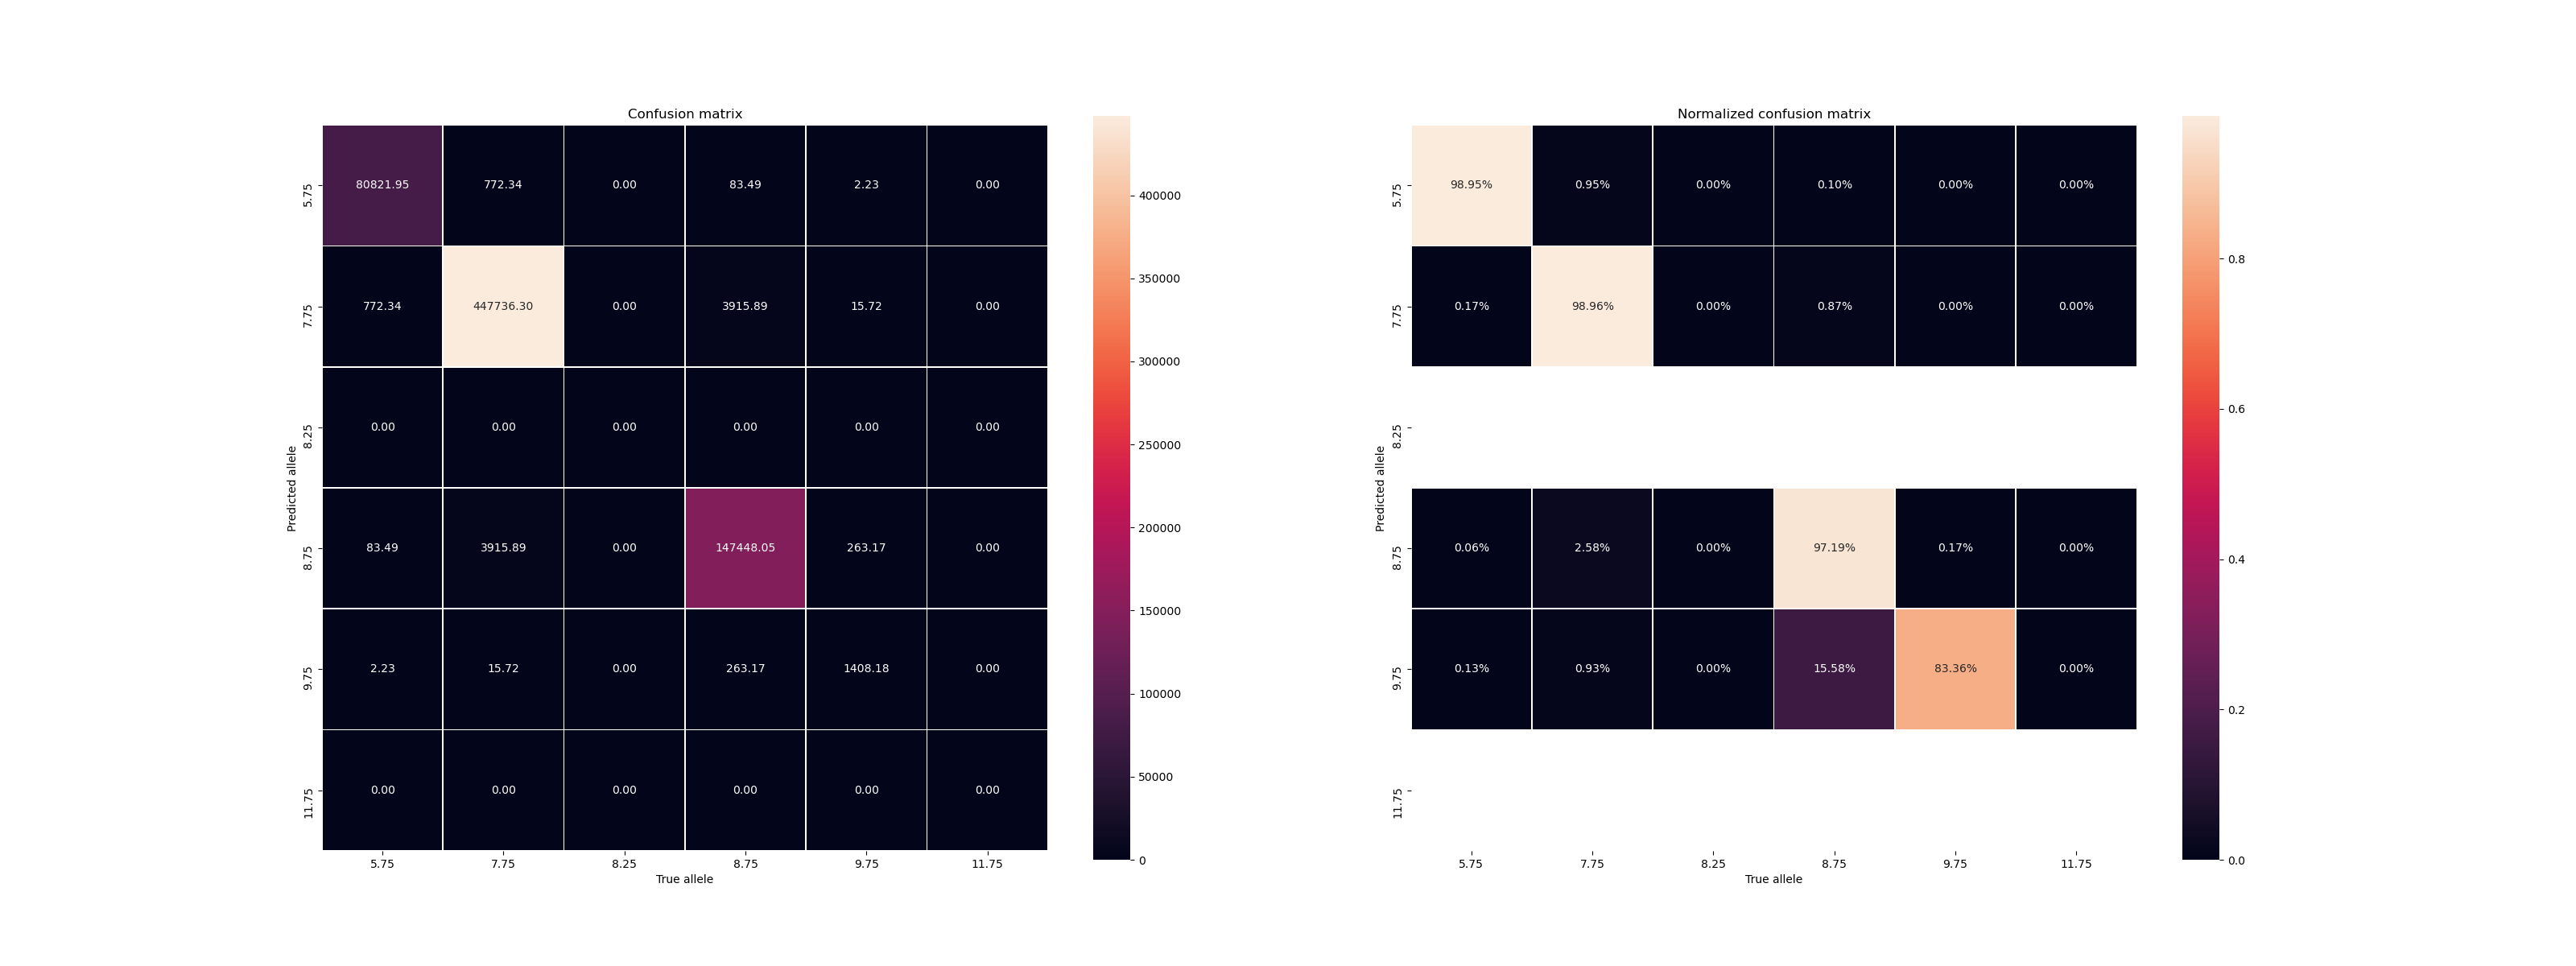 Confusion matrix
5.75 80821.95 772.34 0.00 83.49 2.23 0.00
7.75 772.34 447736.30 0.00 3915.89 15.72 0.00
8.25 0.00 0.00 0.00 0.00 0.00 0.00
8.75 83.49 3915.89 0.00 147448.05 263.17 0.00
9.75 2.23 15.72 0.00 263.17 1408.18 0.00
11.75 0.00 0.00 0.00 0.00 0.00 0.00
Predicted allele
5.75 7.75 8.25 8.75 9.75 11.75
True allele
400000
350000
300000
250000
200000
150000
100000
50000
0
Normalized confusion matrix
5.75 98.95% 0.95% 0.00% 0.10% 0.00% 0.00%
7.75 0.17% 98.96% 0.00% 0.87% 0.00% 0.00%
8.25
8.75 0.06% 2.58% 0.00% 97.19% 0.17% 0.00%
9.75 0.13% 0.93% 0.00% 15.58% 83.36% 0.00%
11.75
Predicted allele
5.75 7.75 8.25 8.75 9.75 11.75
True allele
0.8
0.6
0.4
0.2
0.0